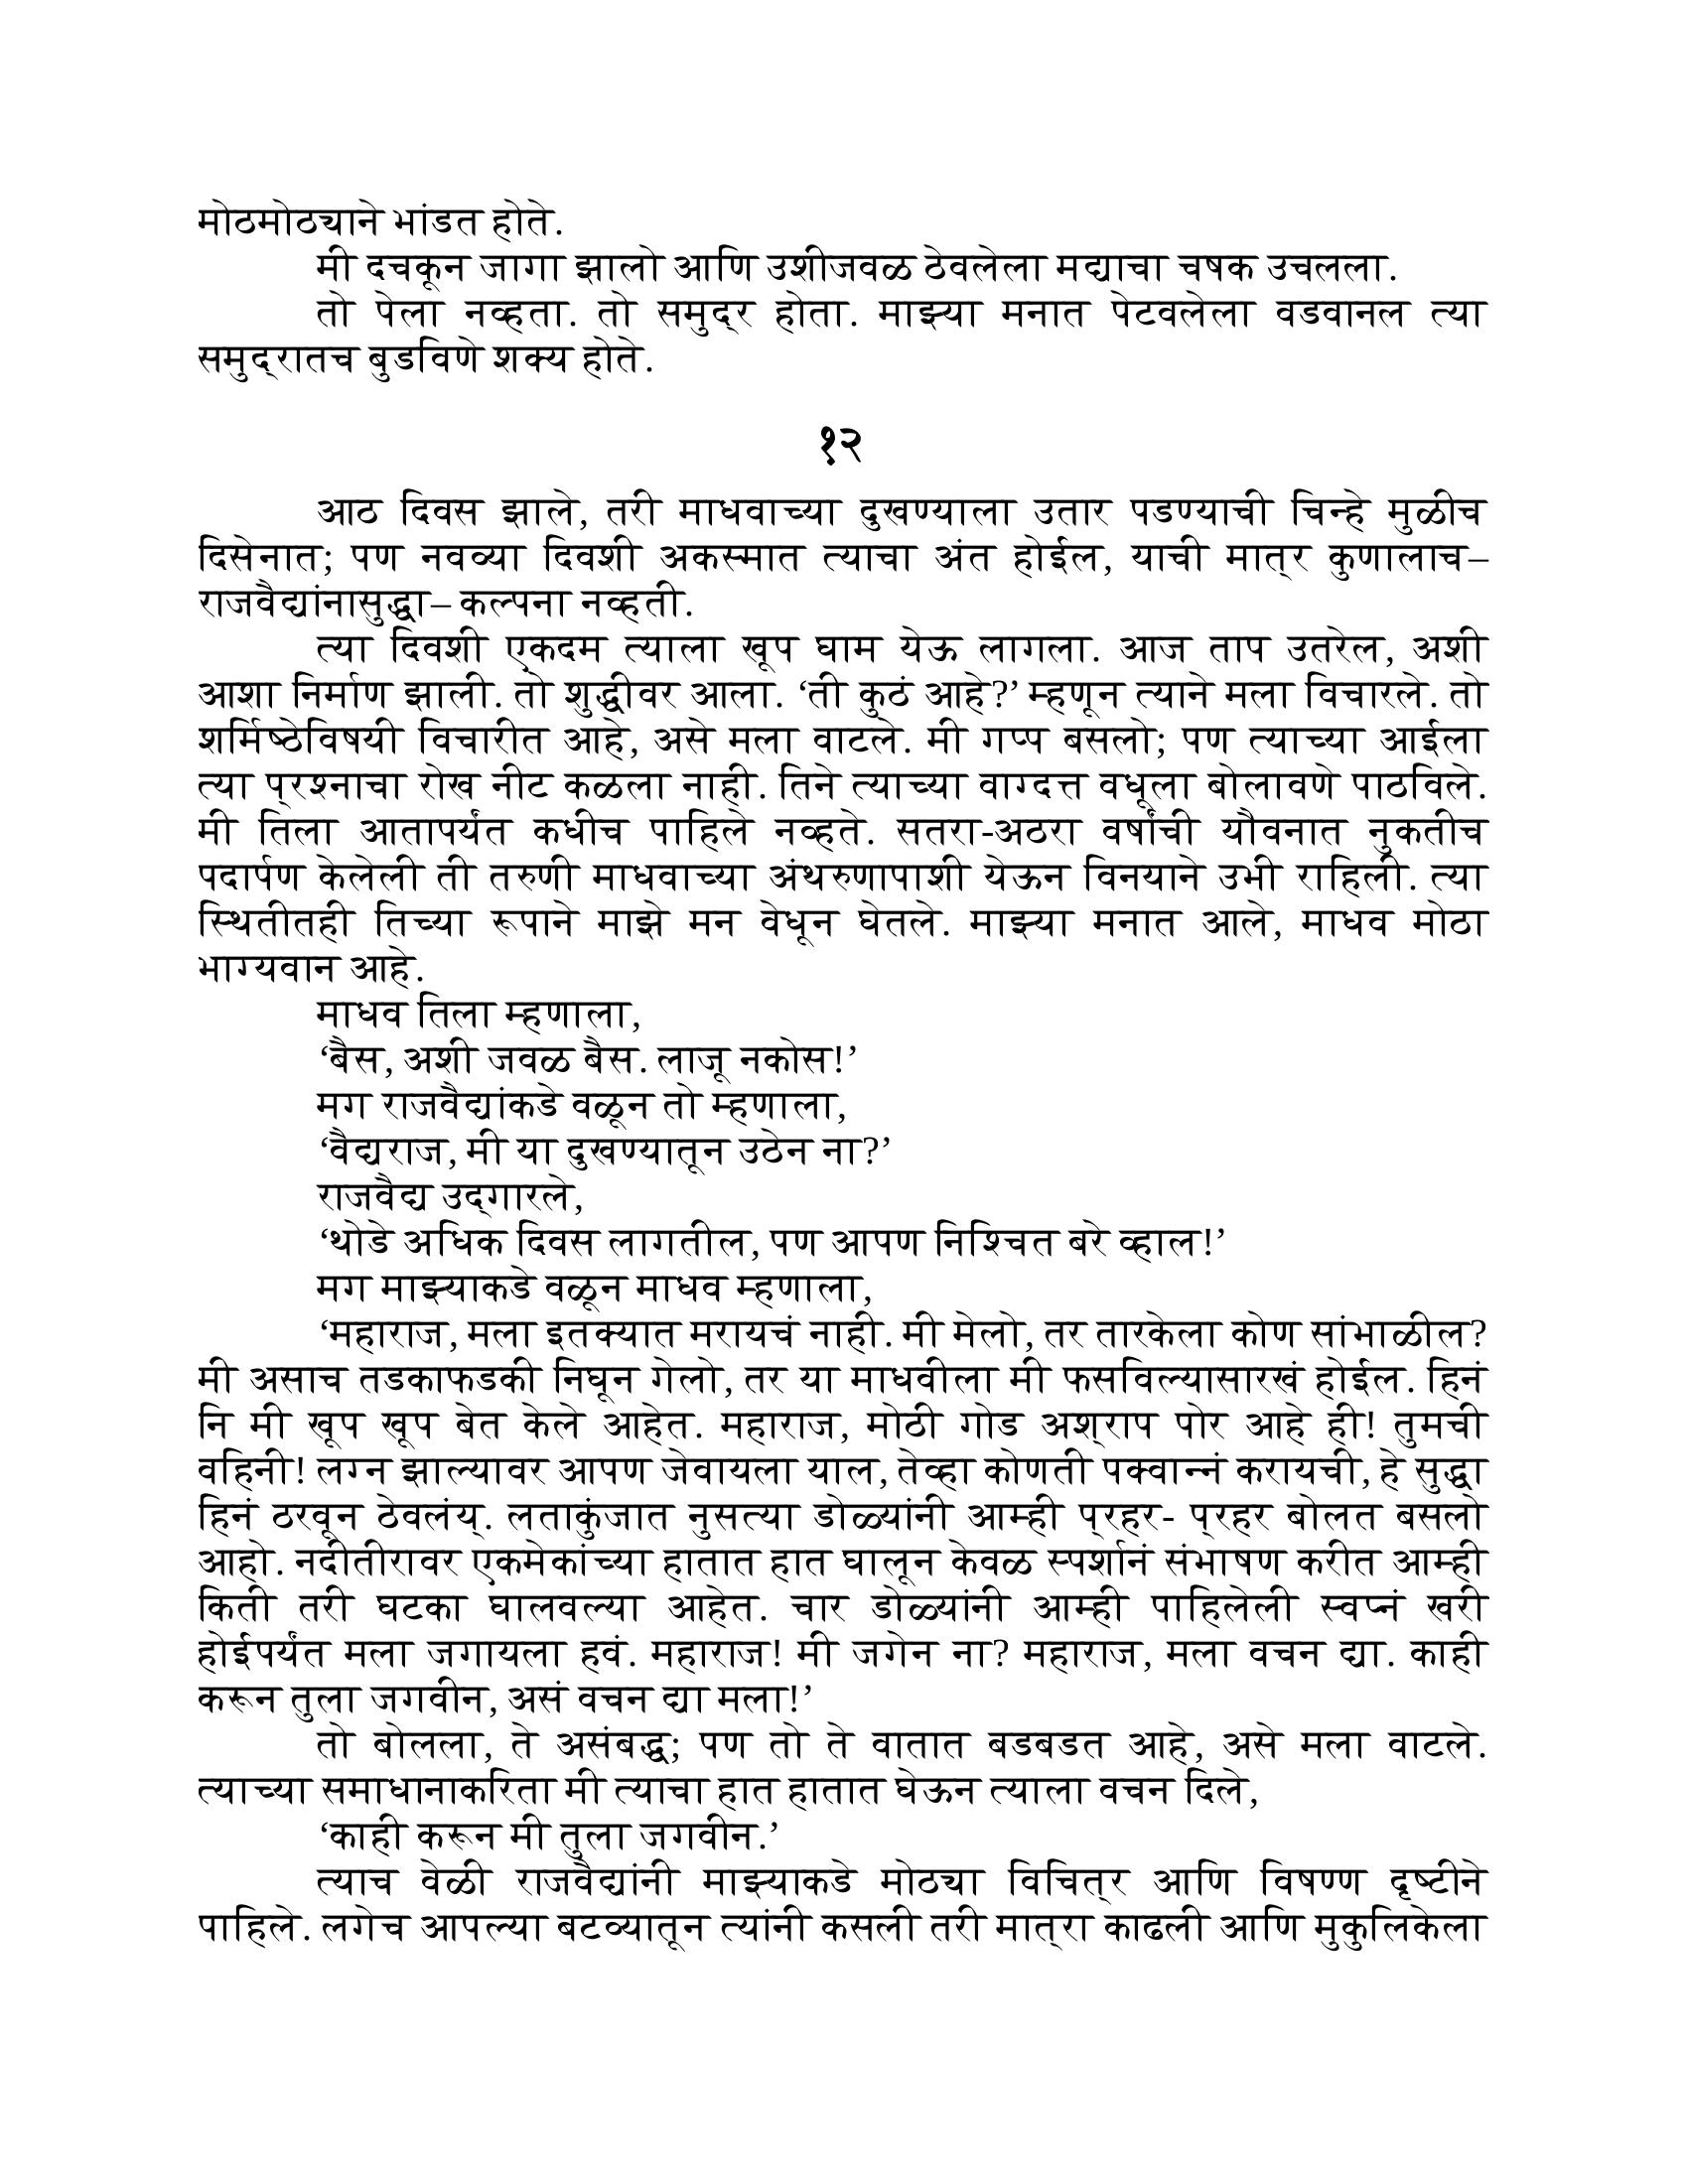 मोठमोठ्याने भांडत होते.
मी दचकून जागा झालो आणि उशीजवळ ठेवलेला मद्याचा चषक उचलला.
तो पेला नव्हता. तो समुद्र होता. माझ्या मनात पेटवलेला वडवानल त्या
समुद्रातच बुडविणे शक्य होते.
१२
आठ दिवस झाले, तरी माधवाच्या दुखण्याला उतार पडण्याची चिन्हे मुळीच
दिसेनात; पण नवव्या दिवशी अकस्मात त्याचा अंत होईल, याची मात्र कुणालाच–
राजवैद्यांनासुद्धा– कल्पना नव्हती.
त्या दिवशी एकदम त्याला खूप घाम येऊ लागला. आज ताप उतरेल, अशी
आशा निर्माण झाली. तो शुद्धीवर आला. ‘ती कुठं आहे?’ म्हणून त्याने मला विचारले. तो
शर्मिष्ठेविषयी विचारीत आहे, असे मला वाटले. मी गप्प बसलो; पण त्याच्या आईला
त्या प्रश्नाचा रोख नीट कळला नाही. तिने त्याच्या वाग्दत्त वधूला बोलावणे पाठविले.
मी तिला आतापर्यंत कधीच पाहिले नव्हते. सतरा-अठरा वर्षांची यौवनात नुकतीच
पदार्पण केलेली ती तरुणी माधवाच्या अंथरुणापाशी येऊन विनयाने उभी राहिली. त्या
स्थितीतही तिच्या रूपाने माझे मन वेधून घेतले. माझ्या मनात आले, माधव मोठा
भाग्यवान आहे.
माधव तिला म्हणाला,
‘बैस, अशी जवळ बैस. लाजू नकोस!’
मग राजवैद्यांकडे वळून तो म्हणाला,
‘वैद्यराज, मी या दुखण्यातून उठेन ना?’
राजवैद्य उद्‌गारले,
‘थोडे अधिक दिवस लागतील, पण आपण निश्चित बरे व्हाल!’
मग माझ्याकडे वळून माधव म्हणाला,
‘महाराज, मला इतक्यात मरायचं नाही. मी मेलो, तर तारकेला कोण सांभाळील?
मी असाच तडकाफडकी निघून गेलो, तर या माधवीला मी फसविल्यासारखं होईल. हिनं
नि मी खूप खूप बेत केले आहेत. महाराज, मोठी गोड अश्राप पोर आहे ही! तुमची
वहिनी! लग्न झाल्यावर आपण जेवायला याल, तेव्हा कोणती पक्वान्नं करायची, हे सुद्धा
हिनं ठरवून ठेवलंय्. लताकुंजात नुसत्या डोळ्यांनी आम्ही प्रहर- प्रहर बोलत बसलो
आहो. नदीतीरावर एकमेकांच्या हातात हात घालून केवळ स्पर्शानं संभाषण करीत आम्ही
किती तरी घटका घालवल्या आहेत. चार डोळ्यांनी आम्ही पाहिलेली स्वप्नं खरी
होईपर्यंत मला जगायला हवं. महाराज! मी जगेन ना? महाराज, मला वचन द्या. काही
करून तुला जगवीन, असं वचन द्या मला!’
तो बोलला, ते असंबद्ध; पण तो ते वातात बडबडत आहे, असे मला वाटले.
त्याच्या समाधानाकरिता मी त्याचा हात हातात घेऊन त्याला वचन दिले,
‘काही करून मी तुला जगवीन.’
त्याच वेळी राजवैद्यांनी माझ्याकडे मोठ्या विचित्र आणि विषण्ण दृष्टीने
पाहिले. लगेच आपल्या बटव्यातून त्यांनी कसली तरी मात्रा काढली आणि मुकुलिकेला